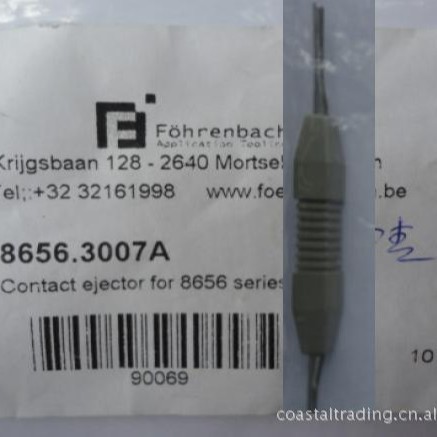 Föhrenbach
Application Tooling
Krijgsbaan 128 - 2640 Mortsel
Tel;:+32 32161998 www.foe .be
8656.3007A
Contact ejector for 8656 series
90069
10
coastaltrading.cn.al